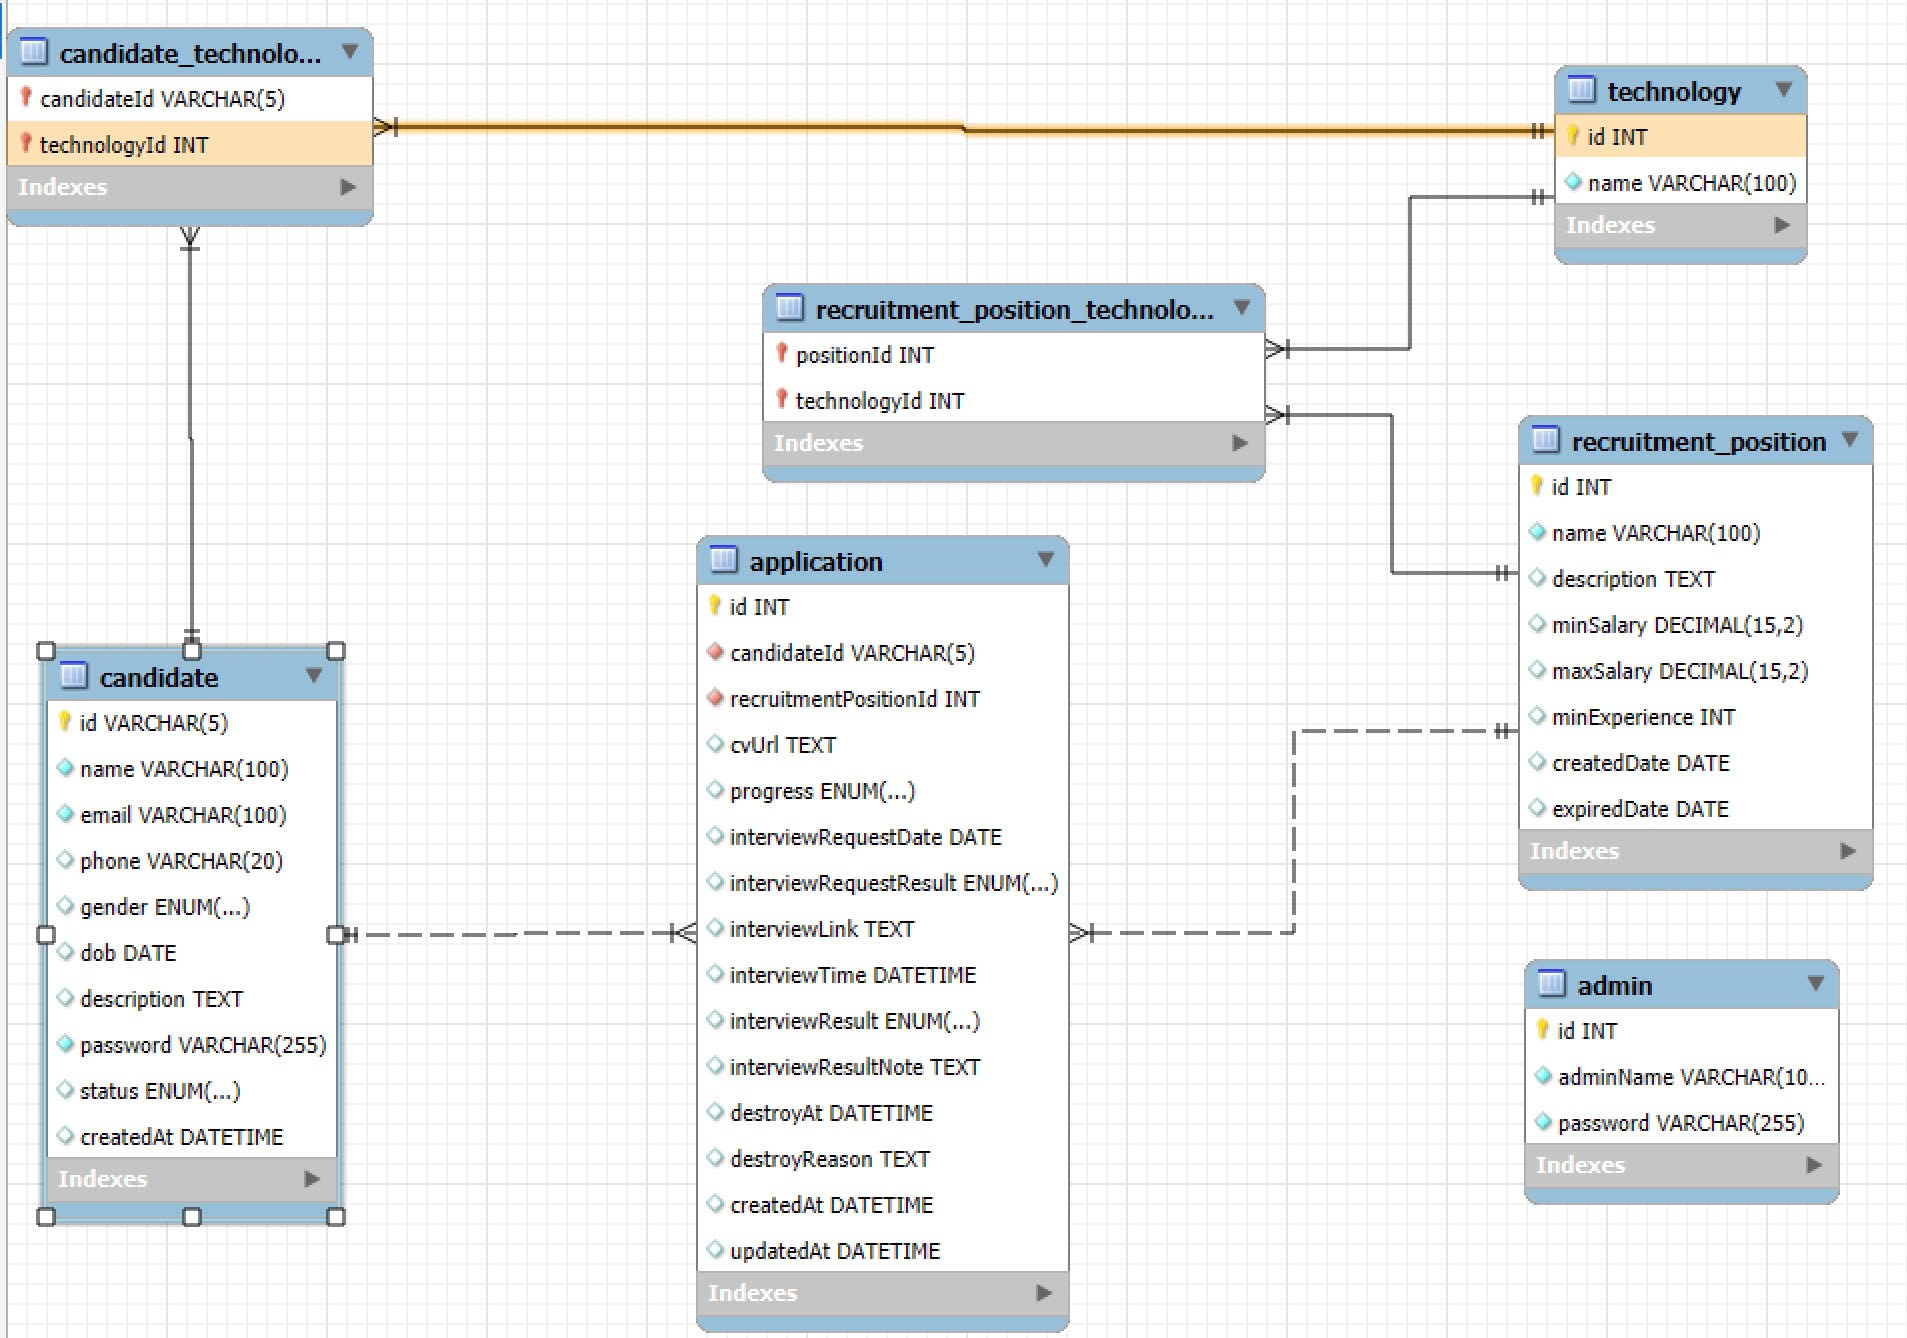 candidate_technolo...
candidateId VARCHAR(5)
technologyId INT
Indexes
technology
id INT
name VARCHAR(100)
Indexes
recruitment_position_technolo...
positionId INT
technologyId INT
Indexes
recruitment_position
id INT
name VARCHAR(100)
description TEXT
minSalary DECIMAL(15,2)
maxSalary DECIMAL(15,2)
minExperience INT
createdDate DATE
expiredDate DATE
Indexes
application
id INT
candidateId VARCHAR(5)
recruitmentPositionId INT
cvUrl TEXT
progress ENUM(...)
interviewRequestDate DATE
interviewRequestResult ENUM(...)
interviewLink TEXT
interviewTime DATETIME
interviewResult ENUM(...)
interviewResultNote TEXT
destroyAt DATETIME
destroyReason TEXT
createdAt DATETIME
updatedAt DATETIME
Indexes
candidate
id VARCHAR(5)
name VARCHAR(100)
email VARCHAR(100)
phone VARCHAR(20)
gender ENUM(...)
dob DATE
description TEXT
password VARCHAR(255)
status ENUM(...)
createdAt DATETIME
Indexes
admin
id INT
adminName VARCHAR(10...
password VARCHAR(255)
Indexes